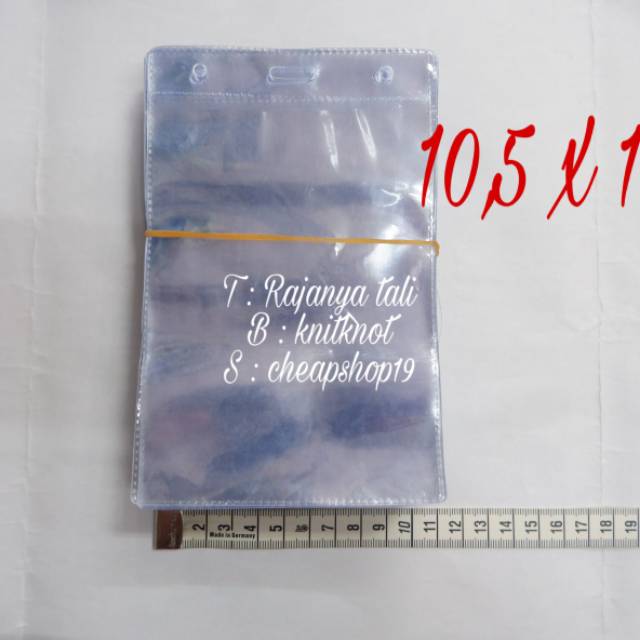 10,5 X 1
T : Rajanya tali
B : knitknot
S : cheapshop19
2 3 4 5 6 7 8 9 10 11 12 13 14 15 16 17 18 19
Made in Germany